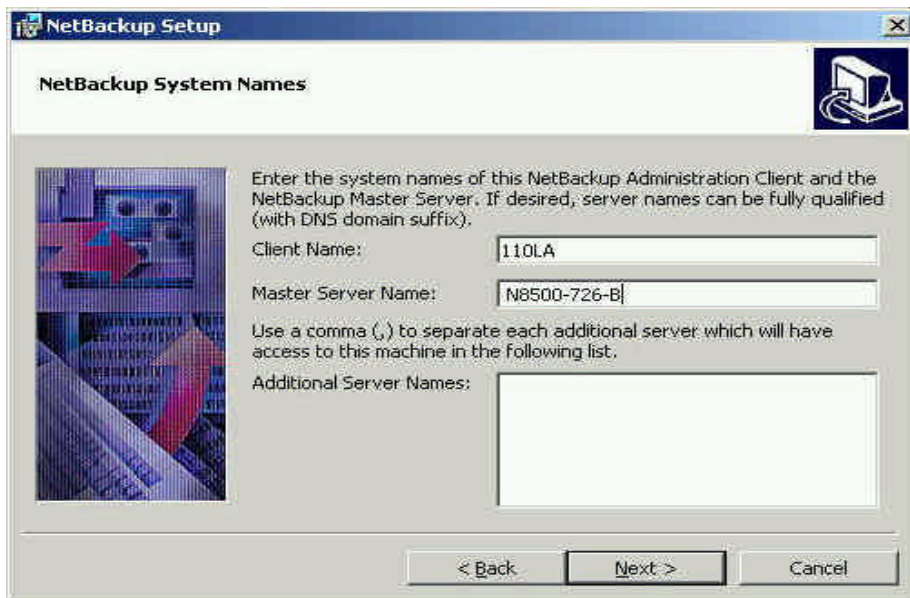 NetBackup Setup
NetBackup System Names
Enter the system names of this NetBackup Administration Client and the
NetBackup Master Server. If desired, server names can be fully qualified
(with DNS domain suffix).
Client Name: 110LA
Master Server Name: N8500-726-B
Use a comma (,) to separate each additional server which will have
access to this machine in the following list.
Additional Server Names:
< Back Next > Cancel